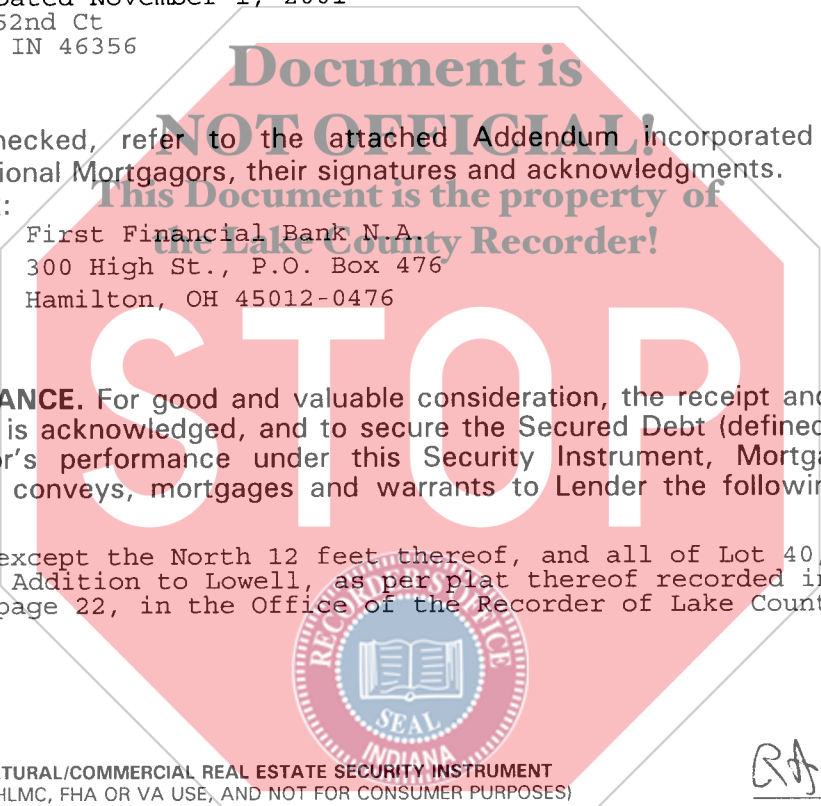 Dated November 1, 2001
52nd Ct
IN 46356
Document is
NOT OFFICIAL!
hecked, refer to the attached Addendum incorporated
ional Mortgagors, their signatures and acknowledgments.
This Document is the property of
the Lake County Recorder!
First Financial Bank N.A.
300 High St., P.O. Box 476
Hamilton, OH 45012-0476
STOP
ANCE. For good and valuable consideration, the receipt and
is acknowledged, and to secure the Secured Debt (defined
or's performance under this Security Instrument, Mortga
conveys, mortgages and warrants to Lender the followin
except the North 12 feet thereof, and all of Lot 40,
Addition to Lowell, as per plat thereof recorded in
page 22, in the Office of the Recorder of Lake Count
RECORDER'S OFFICE
SEAL
INDIANA
TURAL/COMMERCIAL REAL ESTATE SECURITY INSTRUMENT
HLMC, FHA OR VA USE, AND NOT FOR CONSUMER PURPOSES)